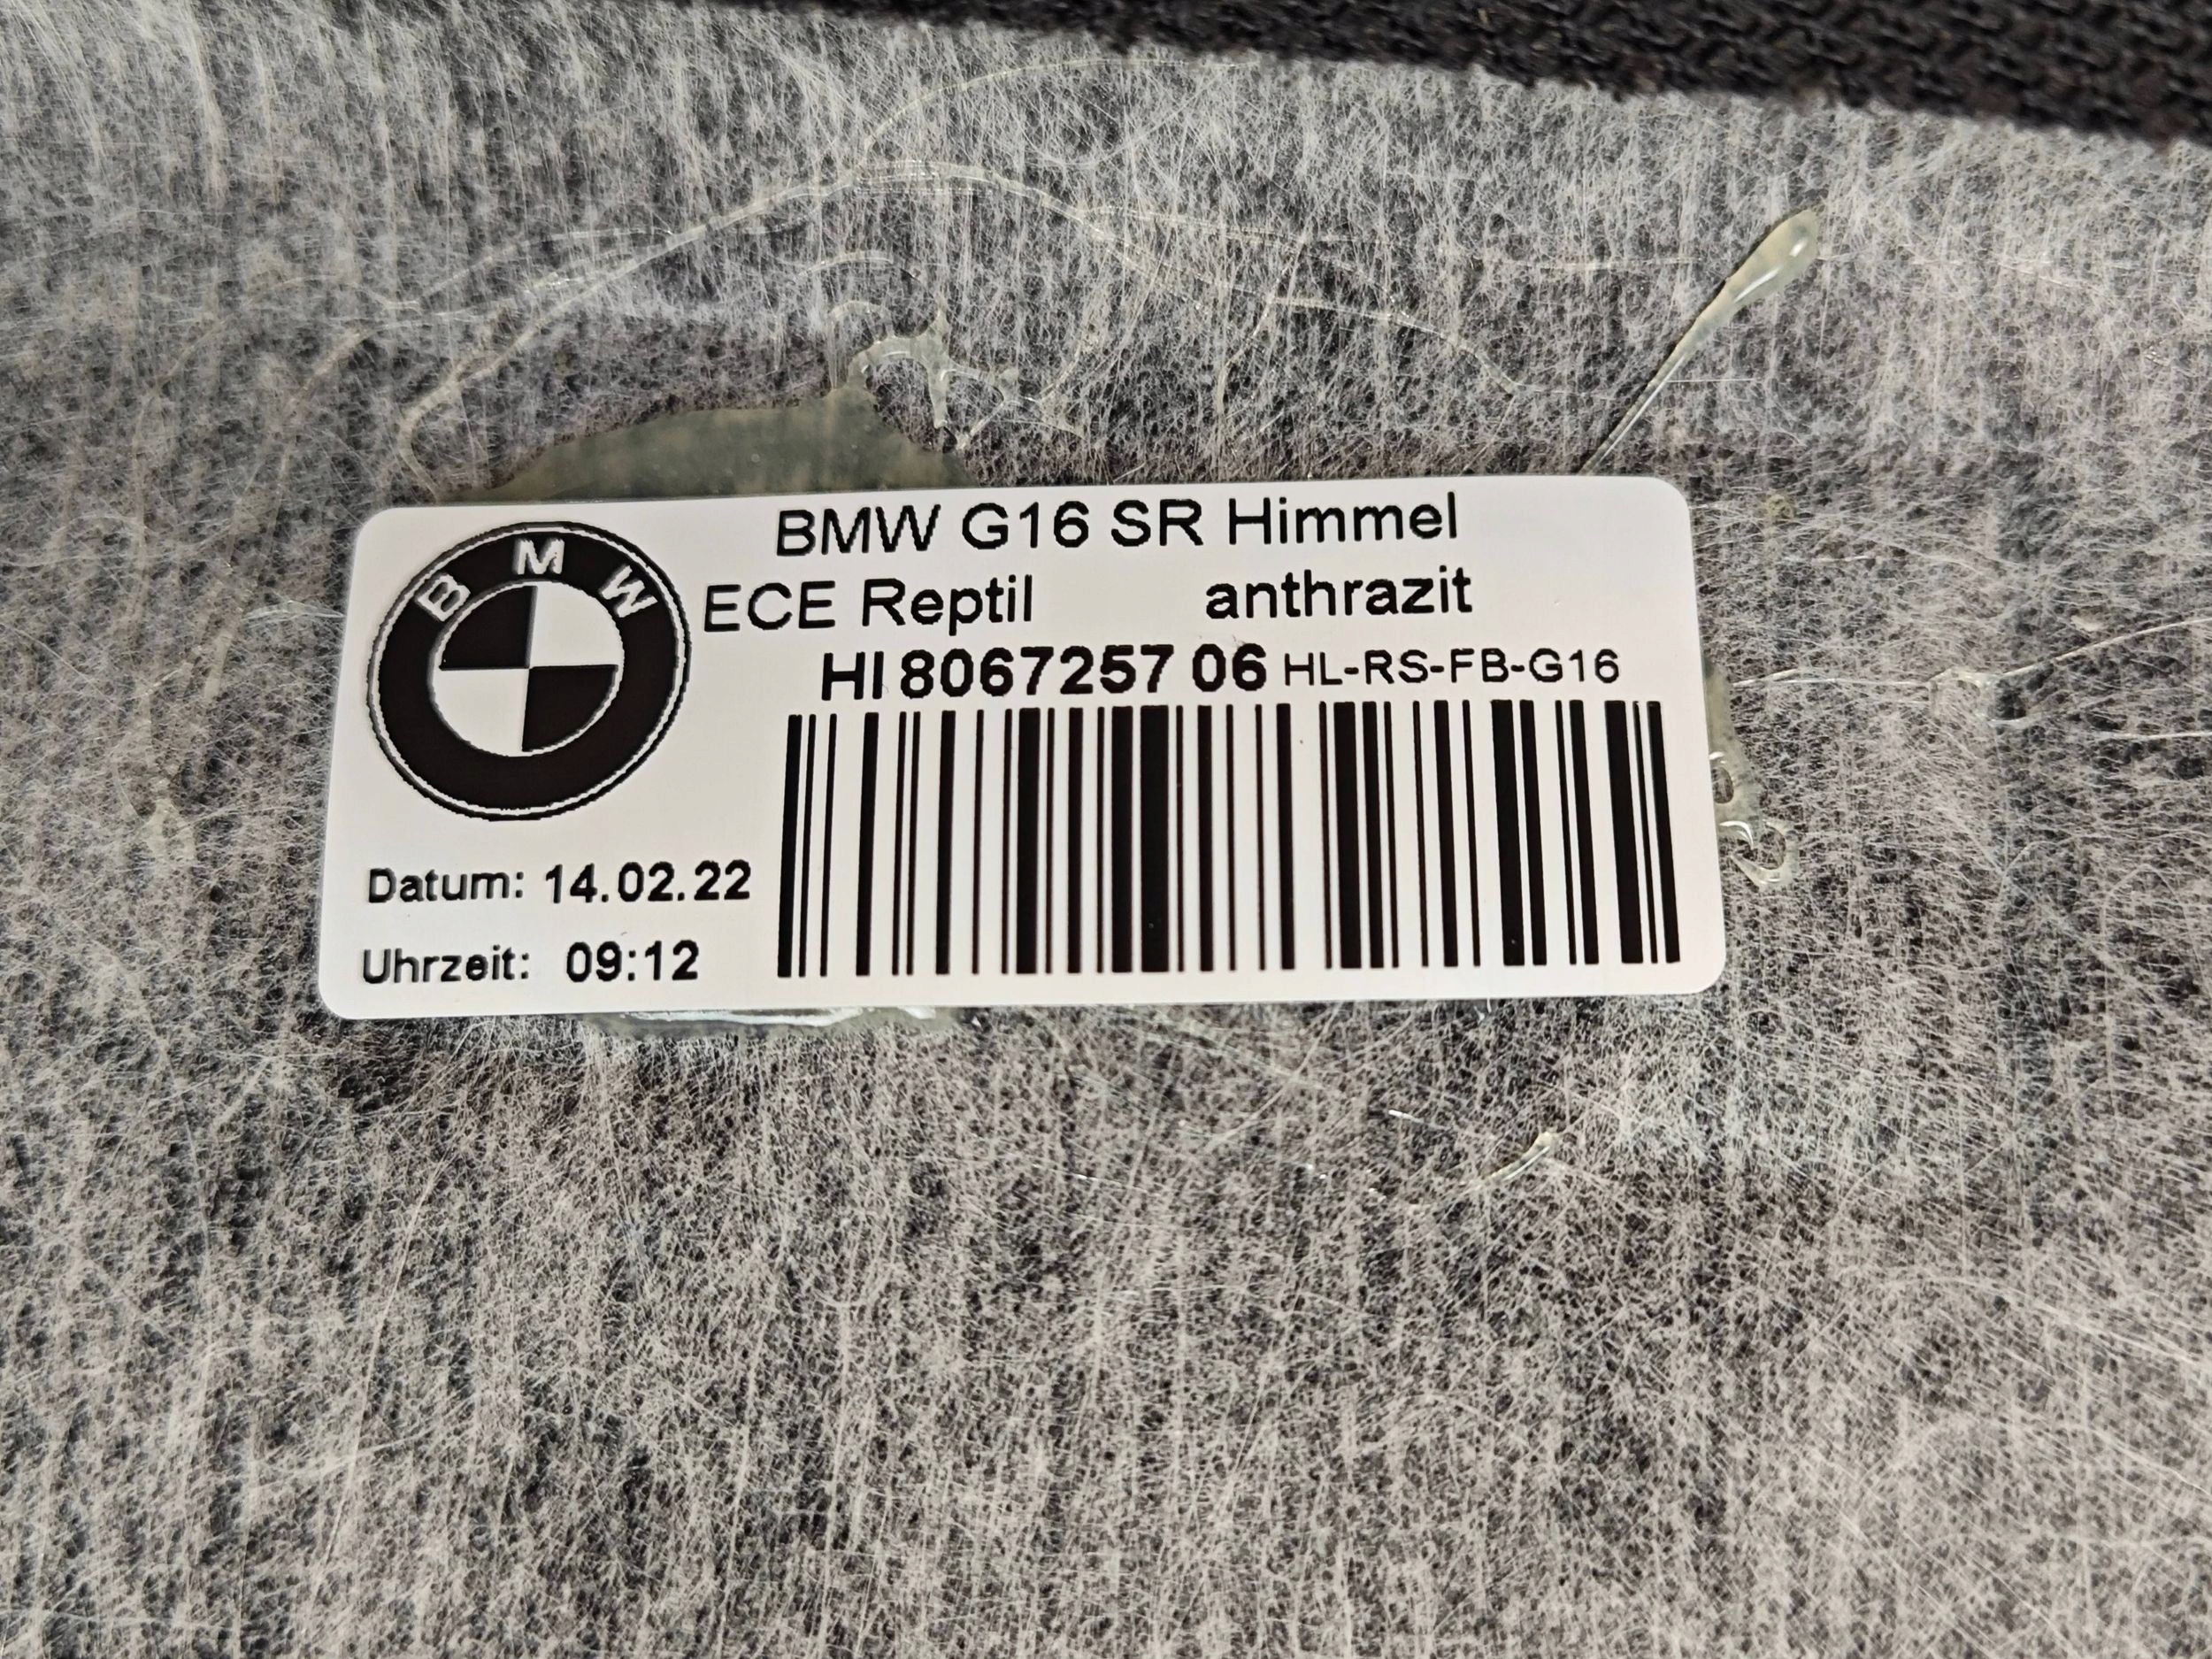 BMW
BMW G16 SR Himmel
ECE Reptil anthrazit
HI 8067257 06 HL-RS-FB-G16
Datum: 14.02.22
Uhrzeit: 09:12